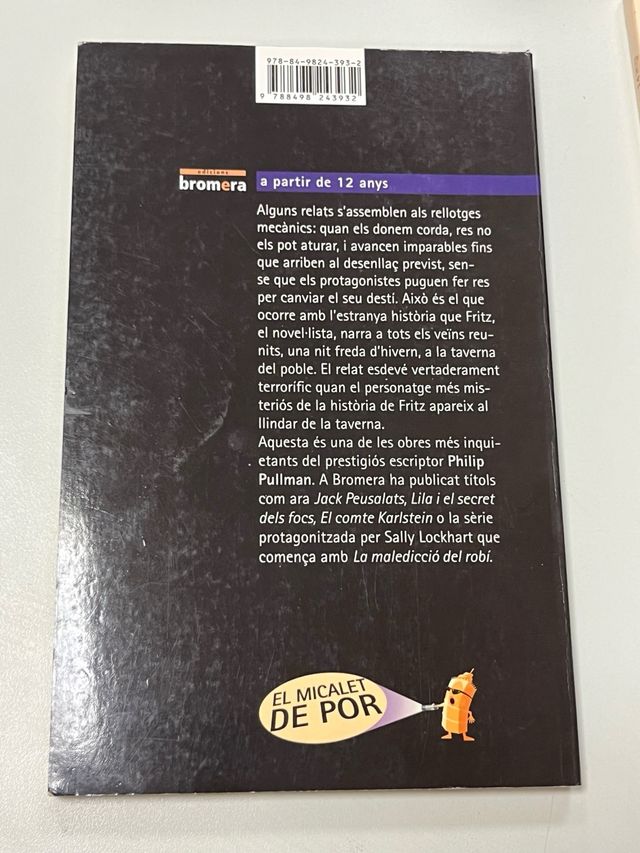 978-84-9824-393-2
9 788498 243932
edicions
bromera
a partir de 12 anys
Alguns relats s'assemblen als rellotges
mecànics: quan els donem corda, res no
els pot aturar, i avancen imparables fins
que arriben al desenllaç previst, sen-
se que els protagonistes puguen fer res
per canviar el seu destí. Això és el que
ocorre amb l'estranya història que Fritz,
el novel·lista, narra a tots els veïns reu-
nits, una nit freda d'hivern, a la taverna
del poble. El relat esdevé vertaderament
terrorífic quan el personatge més mis-
teriós de la història de Fritz apareix al
llindar de la taverna.
Aquesta és una de les obres més inqui-
etants del prestigiós escriptor Philip
Pullman. A Bromera ha publicat títols
com ara Jack Peusalats, Lila i el secret
dels focs, El comte Karlstein o la sèrie
protagonitzada per Sally Lockhart que
comença amb La maledicció del robí.
EL MICALET
DE POR